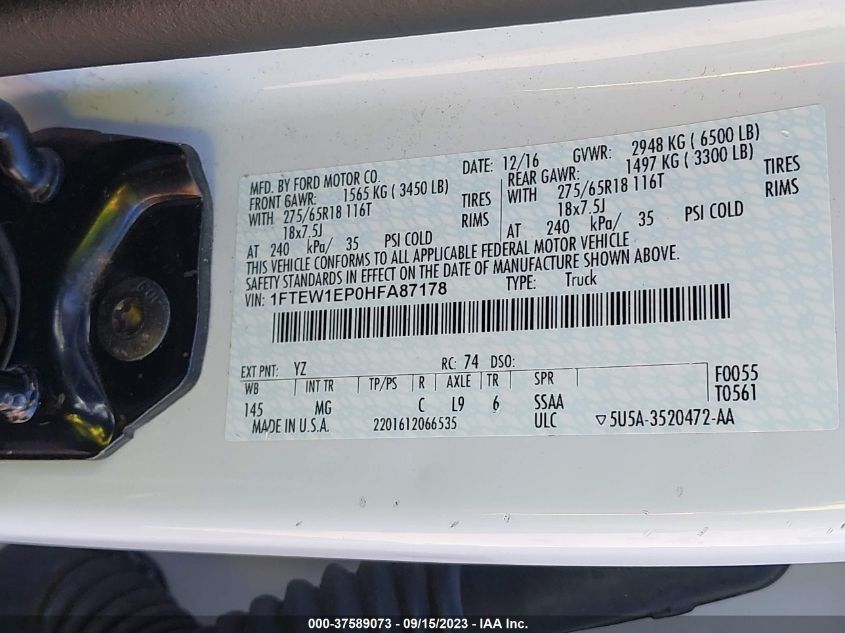 MFD. BY FORD MOTOR CO. DATE: 12/16 GVWR: 2948 KG ( 6500 LB)
FRONT GAWR: 1565 KG ( 3450 LB) REAR GAWR: 1497 KG ( 3300 LB)
WITH 275/65R18 116T TIRES WITH 275/65R18 116T TIRES
18x7.5J RIMS 18x7.5J RIMS
AT 240 kPa/ 35 PSI COLD AT 240 kPa/ 35 PSI COLD
THIS VEHICLE CONFORMS TO ALL APPLICABLE FEDERAL MOTOR VEHICLE
SAFETY STANDARDS IN EFFECT ON THE DATE OF MANUFACTURE SHOWN ABOVE.
VIN: 1FTEW1EP0HFA87178 TYPE: Truck
EXT PNT: YZ RC: 74 DSO:
WB INT TR TP/PS R AXLE TR SPR F0055
145 MG C L9 6 SSAA T0561
MADE IN U.S.A. 2201612066535 ULC ▽5U5A-3520472-AA
000-37589073 - 09/15/2023 - IAA Inc.